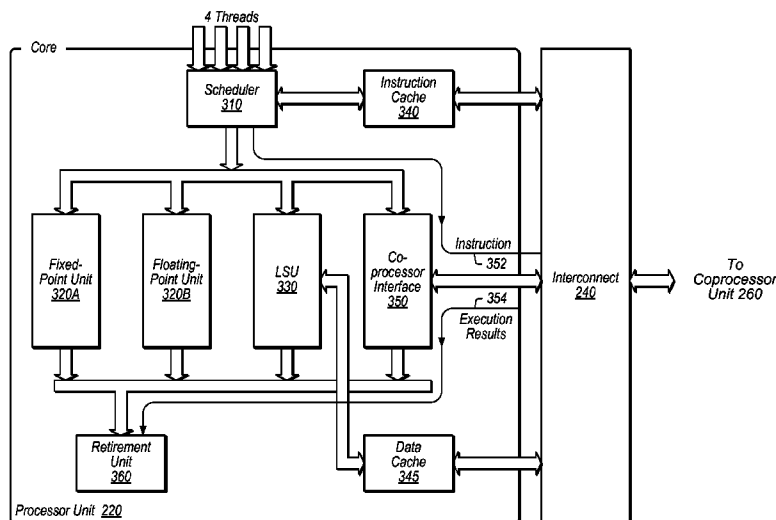 4 Threads
Core
Scheduler
310
Instruction
Cache
340
Fixed-
Point Unit
320A
Floating-
Point Unit
320B
LSU
330
Co-
processor
Interface
350
Instruction
352
354
Execution
Results
Interconnect
240
To
Coprocessor
Unit 260
Retirement
Unit
360
Data
Cache
345
Processor Unit 220